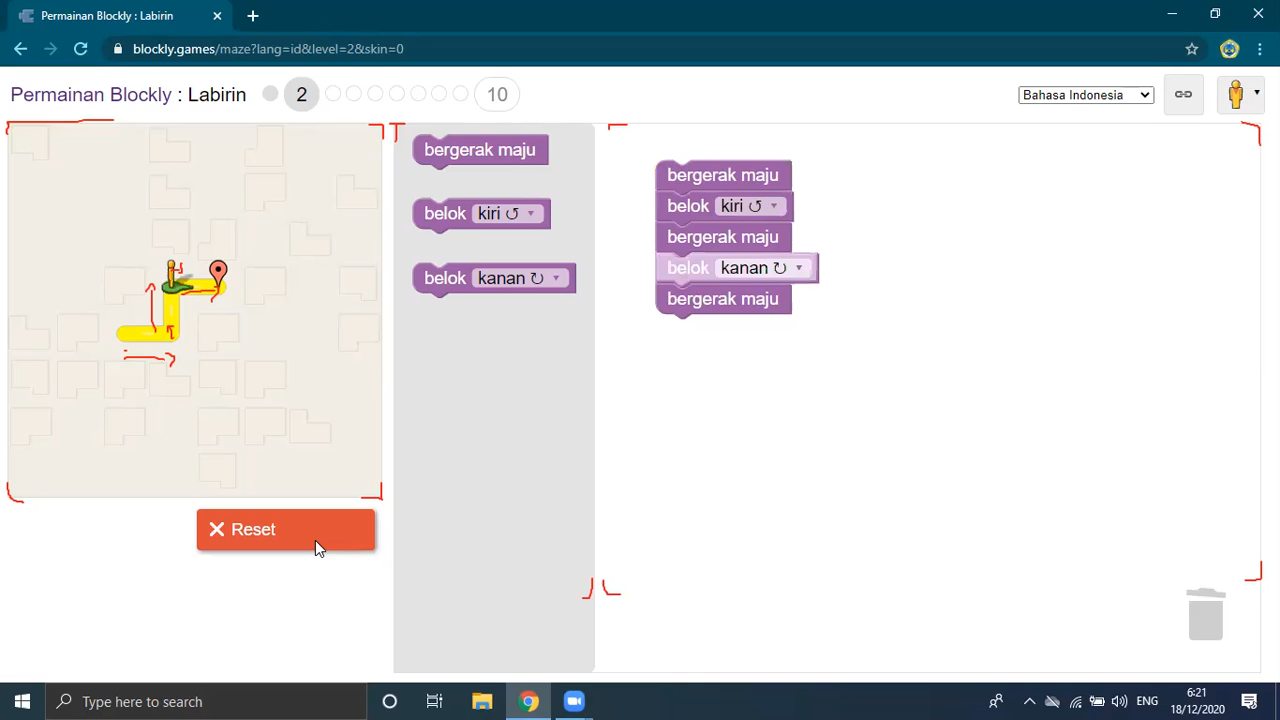 Permainan Blockly : Labirin
blockly.games/maze?lang=id&level=2&skin=0
Permainan Blockly : Labirin
2
10
Bahasa Indonesia
bergerak maju
belok kiri ↺
belok kanan ↻
bergerak maju
belok kiri ↺
bergerak maju
belok kanan ↻
bergerak maju
Reset
Type here to search
ENG
6:21
18/12/2020